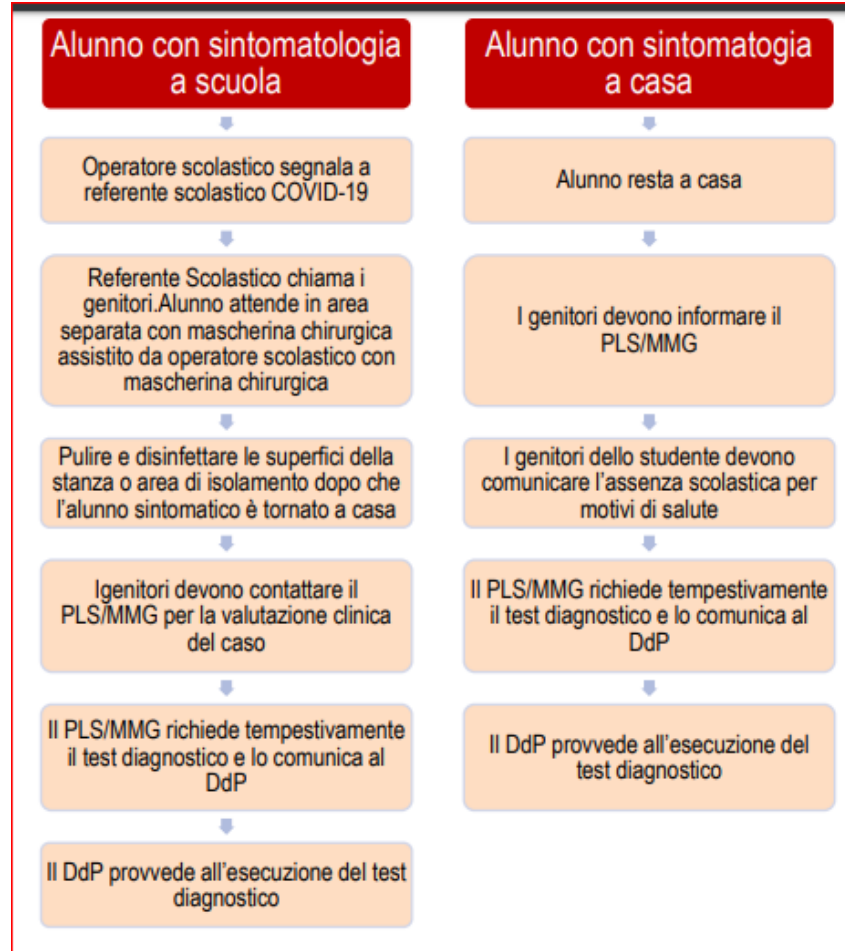 Alunno con sintomatologia
a scuola
Operatore scolastico segnala a
referente scolastico COVID-19
Referente Scolastico chiama i
genitori.Alunno attende in area
separata con mascherina chirurgica
assistito da operatore scolastico con
mascherina chirurgica
Pulire e disinfettare le superfici della
stanza o area di isolamento dopo che
l'alunno sintomatico è tornato a casa
Igenitori devono contattare il
PLS/MMG per la valutazione clinica
del caso
Il PLS/MMG richiede tempestivamente
il test diagnostico e lo comunica al
DdP
Il DdP provvede all'esecuzione del test
diagnostico
Alunno con sintomatogia
a casa
Alunno resta a casa
I genitori devono informare il
PLS/MMG
I genitori dello studente devono
comunicare l'assenza scolastica per
motivi di salute
Il PLS/MMG richiede tempestivamente
il test diagnostico e lo comunica al
DdP
Il DdP provvede all'esecuzione del
test diagnostico